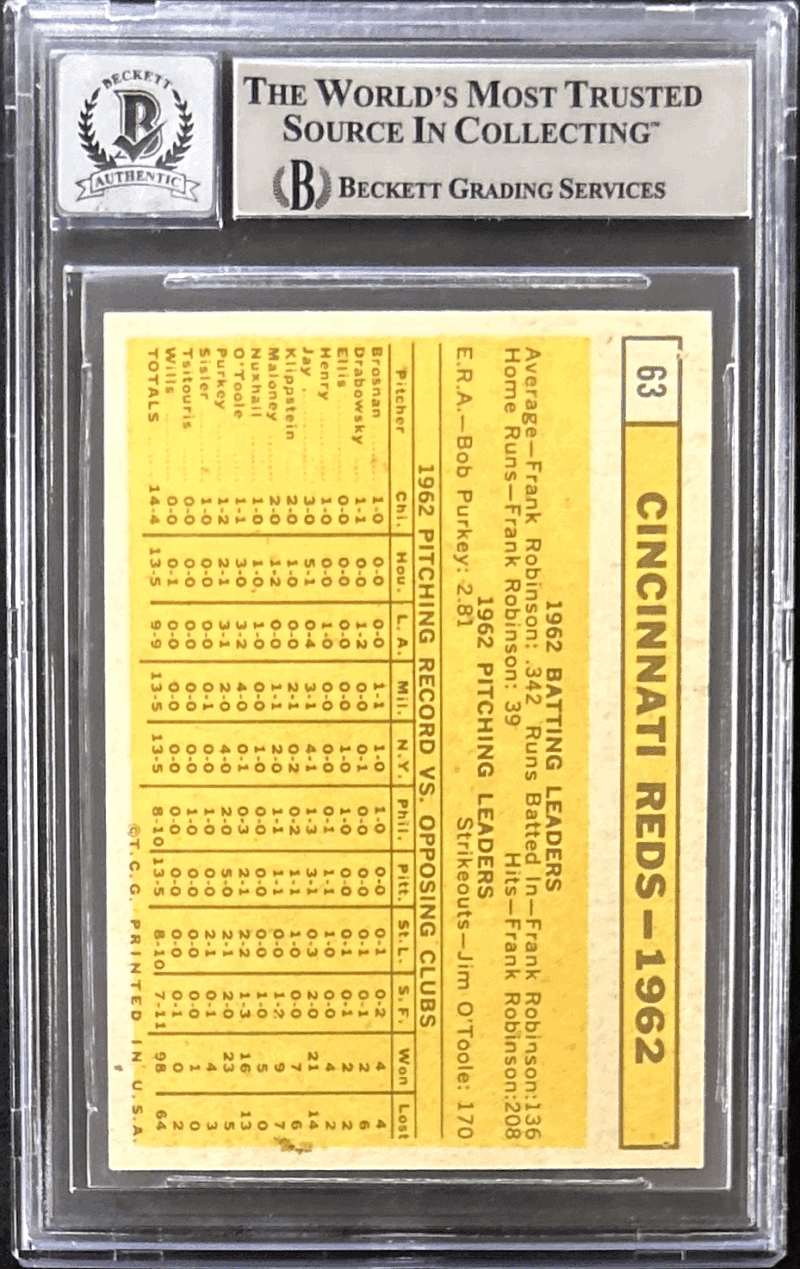 BECKETT
B
AUTHENTIC
THE WORLD'S MOST TRUSTED
SOURCE IN COLLECTING™
B BECKETT GRADING SERVICES
63 CINCINNATI REDS—1962
1962 BATTING LEADERS
Average—Frank Robinson: .342 Runs Batted In—Frank Robinson:136
Home Runs—Frank Robinson: 39 Hits—Frank Robinson:208
1962 PITCHING LEADERS
E.R.A.—Bob Purkey: 2.81 Strikeouts—Jim O'Toole: 170
1962 PITCHING RECORD VS. OPPOSING CLUBS
Pitcher Chi. Hou. L.A. Mil. N.Y. Phil. Pitt. St.L. S.F. Won Lost
Brosnan 1-0 0-0 0-0 1-1 1-0 1-0 0-0 0-1 0-2 4 4
Drabowsky 1-1 0-0 1-2 0-0 0-1 0-0 0-0 0-1 0-1 2 6
Ellis 0-0 0-0 0-0 0-0 1-0 1-0 0-0 0-1 0-1 2 2
Henry 1-0 0-0 1-0 0-0 0-0 0-1 1-1 1-0 0-0 4 2
Jay 3-0 5-1 0-4 3-1 4-1 1-3 3-1 0-3 2-0 21 14
Klippstein 2-0 1-0 0-0 2-1 0-2 0-2 1-1 1-0 0-0 7 6
Maloney 2-0 1-2 0-0 1-1 2-0 1-1 1-1 0-0 1-2 9 7
Nuxhall 1-0 1-0 1-0 0-0 1-0 0-0 0-0 0-0 1-0 5 0
O'Toole 1-1 3-0 3-2 4-0 0-1 0-3 2-1 2-2 1-3 16 13
Purkey 1-2 2-1 3-1 2-0 4-0 2-0 5-0 2-1 2-0 23 5
Sisler 1-0 0-0 0-0 0-1 0-0 1-0 0-0 2-1 0-1 4 3
Tsitouris 0-0 0-0 0-0 0-0 0-0 1-0 0-0 0-0 0-0 1 0
Wills 0-0 0-1 0-0 0-0 0-0 0-0 0-0 0-0 0-1 0 2
TOTALS 14-4 13-5 9-9 13-5 13-5 8-10 13-5 8-10 7-11 98 64
©T.C.G. PRINTED IN U.S.A.